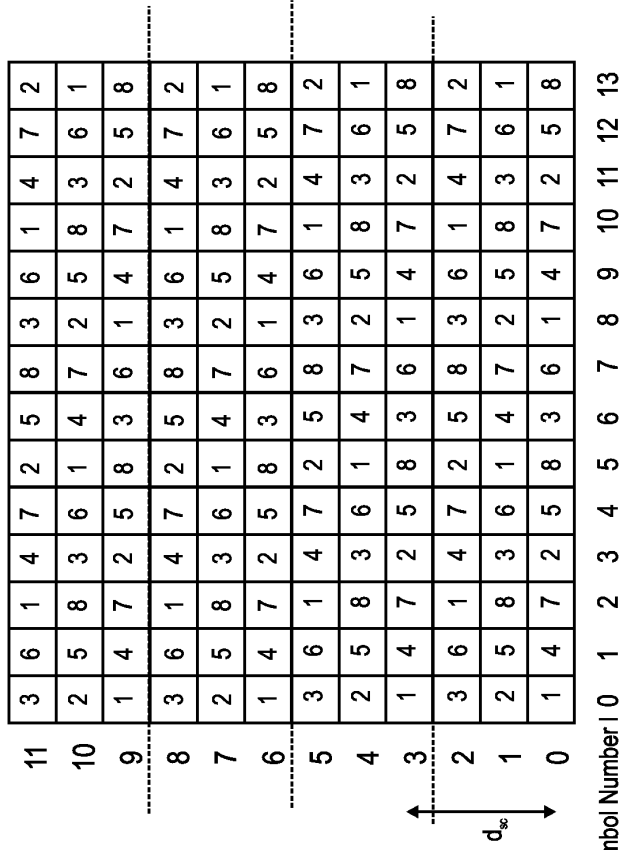 11 3 6 1 4 7 2 5 8 3 6 1 4 7 2
10 2 5 8 3 6 1 4 7 2 5 8 3 6 1
9 1 4 7 2 5 8 3 6 1 4 7 2 5 8
8 3 6 1 4 7 2 5 8 3 6 1 4 7 2
7 2 5 8 3 6 1 4 7 2 5 8 3 6 1
6 1 4 7 2 5 8 3 6 1 4 7 2 5 8
5 3 6 1 4 7 2 5 8 3 6 1 4 7 2
4 2 5 8 3 6 1 4 7 2 5 8 3 6 1
3 1 4 7 2 5 8 3 6 1 4 7 2 5 8
2 3 6 1 4 7 2 5 8 3 6 1 4 7 2
1 2 5 8 3 6 1 4 7 2 5 8 3 6 1
0 1 4 7 2 5 8 3 6 1 4 7 2 5 8
dsc
mbol Number l 0 1 2 3 4 5 6 7 8 9 10 11 12 13